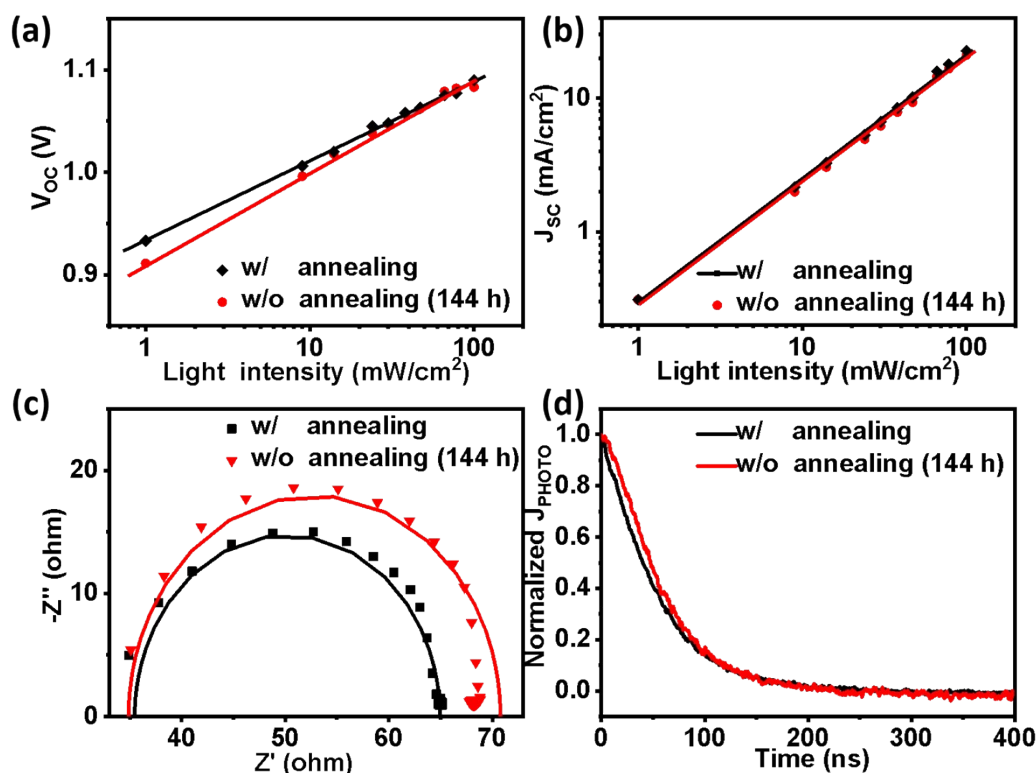 (a)
1.1
1.0
0.9
V_OC (V)
w/ annealing
w/o annealing (144 h)
1 10 100
Light intensity (mW/cm²)
(b)
10
1
J_SC (mA/cm²)
w/ annealing
w/o annealing (144 h)
1 10 100
Light intensity (mW/cm²)
(c)
20
10
0
-Z'' (ohm)
w/ annealing
w/o annealing (144 h)
40 50 60 70
Z' (ohm)
(d)
1.0
0.8
0.6
0.4
0.2
0.0
Normalized J_PHOTO
w/ annealing
w/o annealing (144 h)
0 100 200 300 400
Time (ns)